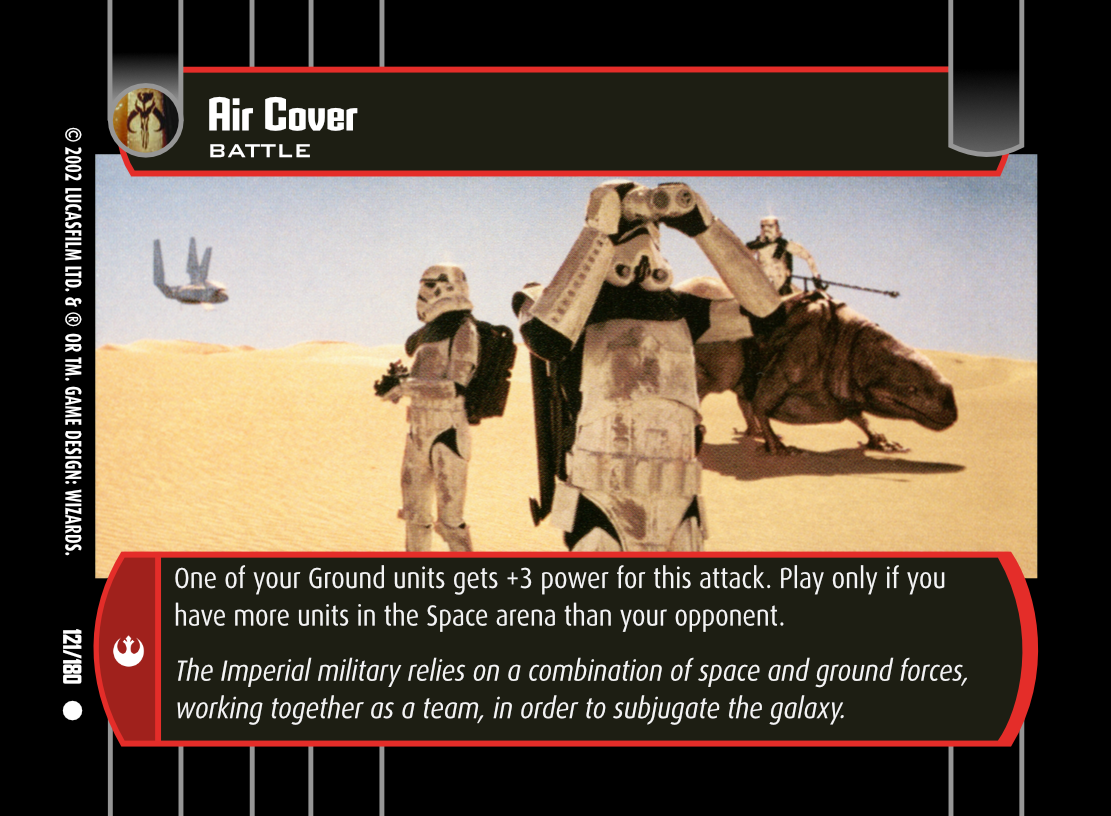 Air Cover
BATTLE
One of your Ground units gets +3 power for this attack. Play only if you
have more units in the Space arena than your opponent.
The Imperial military relies on a combination of space and ground forces,
working together as a team, in order to subjugate the galaxy.
© 2002 LUCASFILM LTD. & ® OR TM. GAME DESIGN: WIZARDS.
121/180